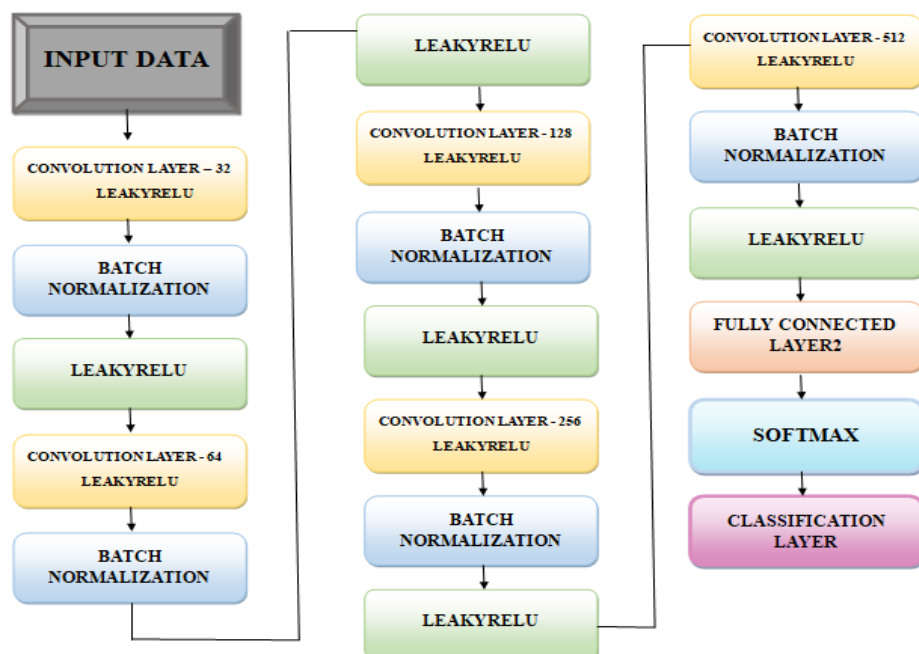 INPUT DATA
CONVOLUTION LAYER – 32
LEAKYRELU
BATCH
NORMALIZATION
LEAKYRELU
CONVOLUTION LAYER - 64
LEAKYRELU
BATCH
NORMALIZATION
LEAKYRELU
CONVOLUTION LAYER - 128
LEAKYRELU
BATCH
NORMALIZATION
LEAKYRELU
CONVOLUTION LAYER - 256
LEAKYRELU
BATCH
NORMALIZATION
LEAKYRELU
CONVOLUTION LAYER - 512
LEAKYRELU
BATCH
NORMALIZATION
LEAKYRELU
FULLY CONNECTED
LAYER2
SOFTMAX
CLASSIFICATION
LAYER